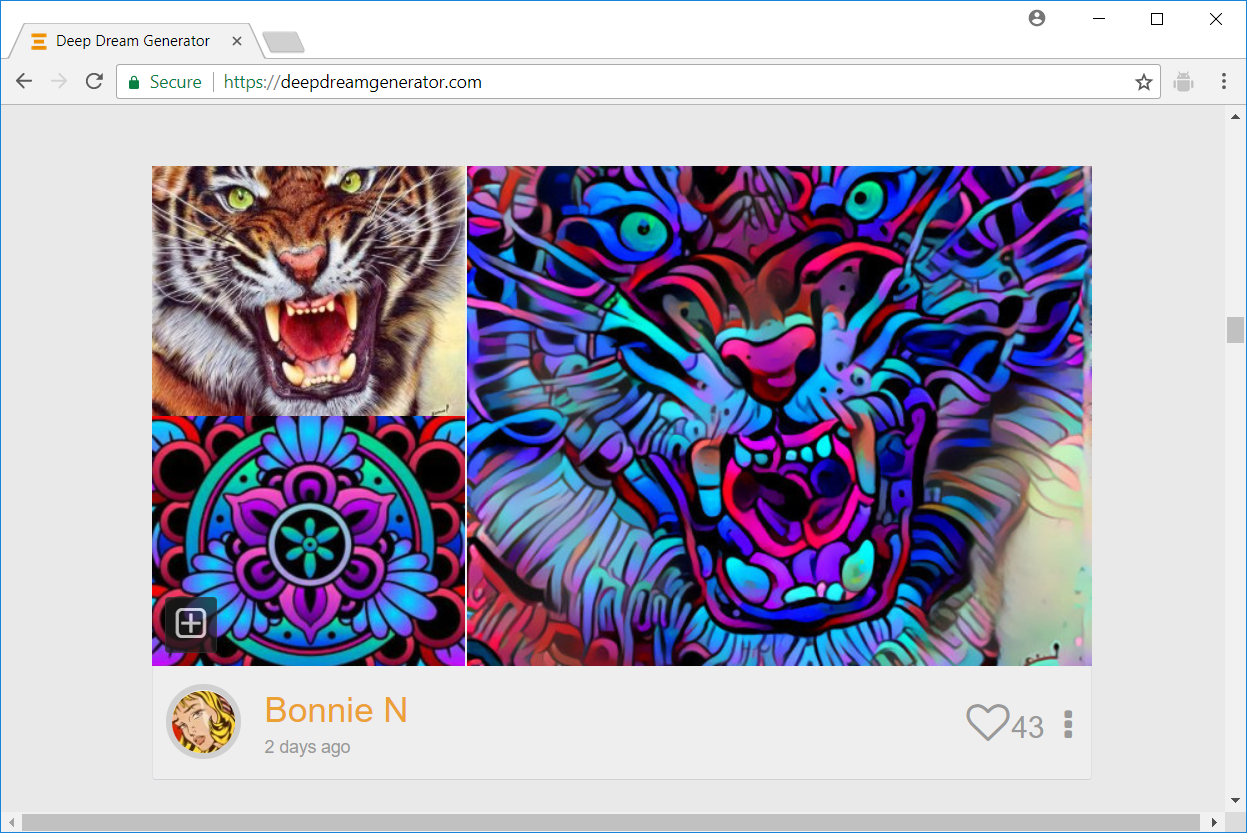 Deep Dream Generator
Secure https://deepdreamgenerator.com
Bonnie N
2 days ago
43